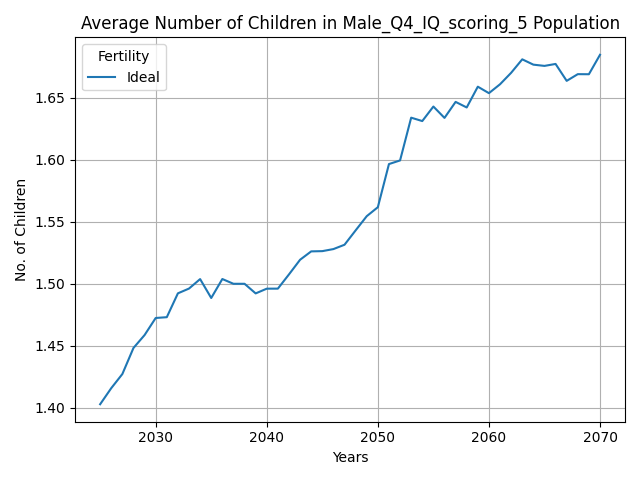 Average Number of Children in Male_Q4_IQ_scoring_5 Population
Fertility
Ideal
No. of Children
1.65
1.60
1.55
1.50
1.45
1.40
2030 2040 2050 2060 2070
Years